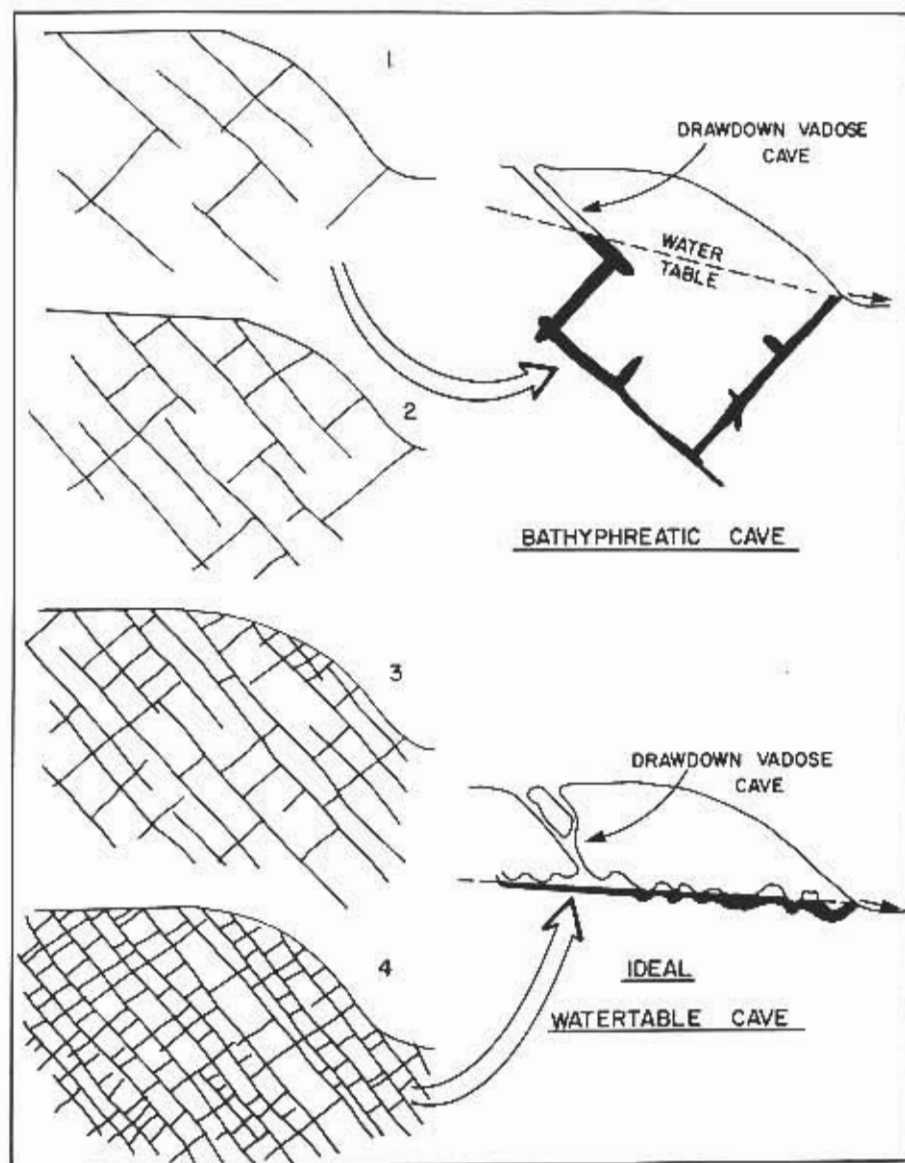 1
DRAWDOWN VADOSE
CAVE
WATER
TABLE
2
BATHYPHREATIC CAVE
3
DRAWDOWN VADOSE
CAVE
4
IDEAL
WATERTABLE CAVE